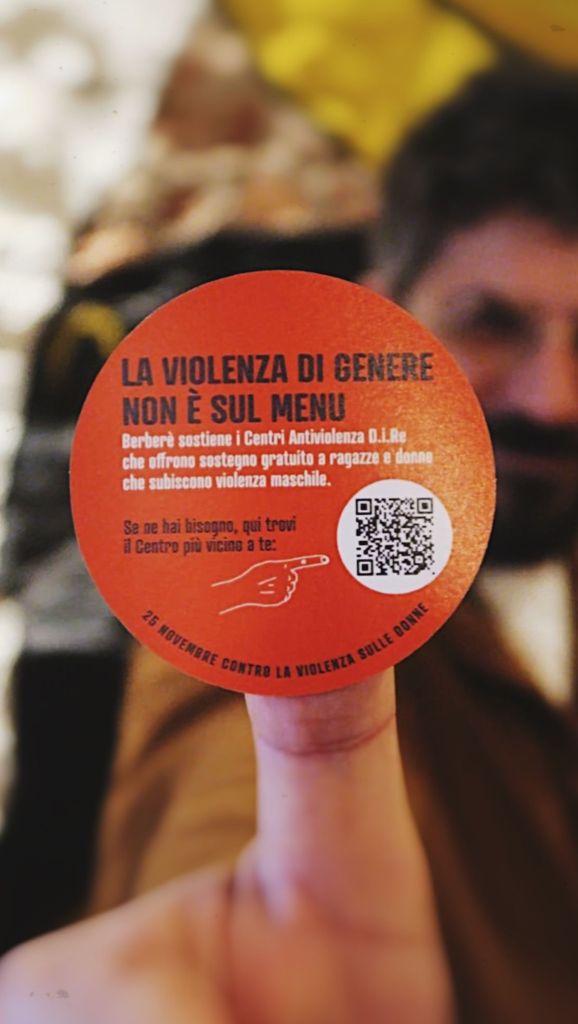 LA VIOLENZA DI GENERE
NON È SUL MENU
Berberè sostiene i Centri Antiviolenza D.i.Re
che offrono sostegno gratuito a ragazze e donne
che subiscono violenza maschile.
Se ne hai bisogno, qui trovi
il Centro più vicino a te:
25 NOVEMBRE CONTRO LA VIOLENZA SULLE DONNE